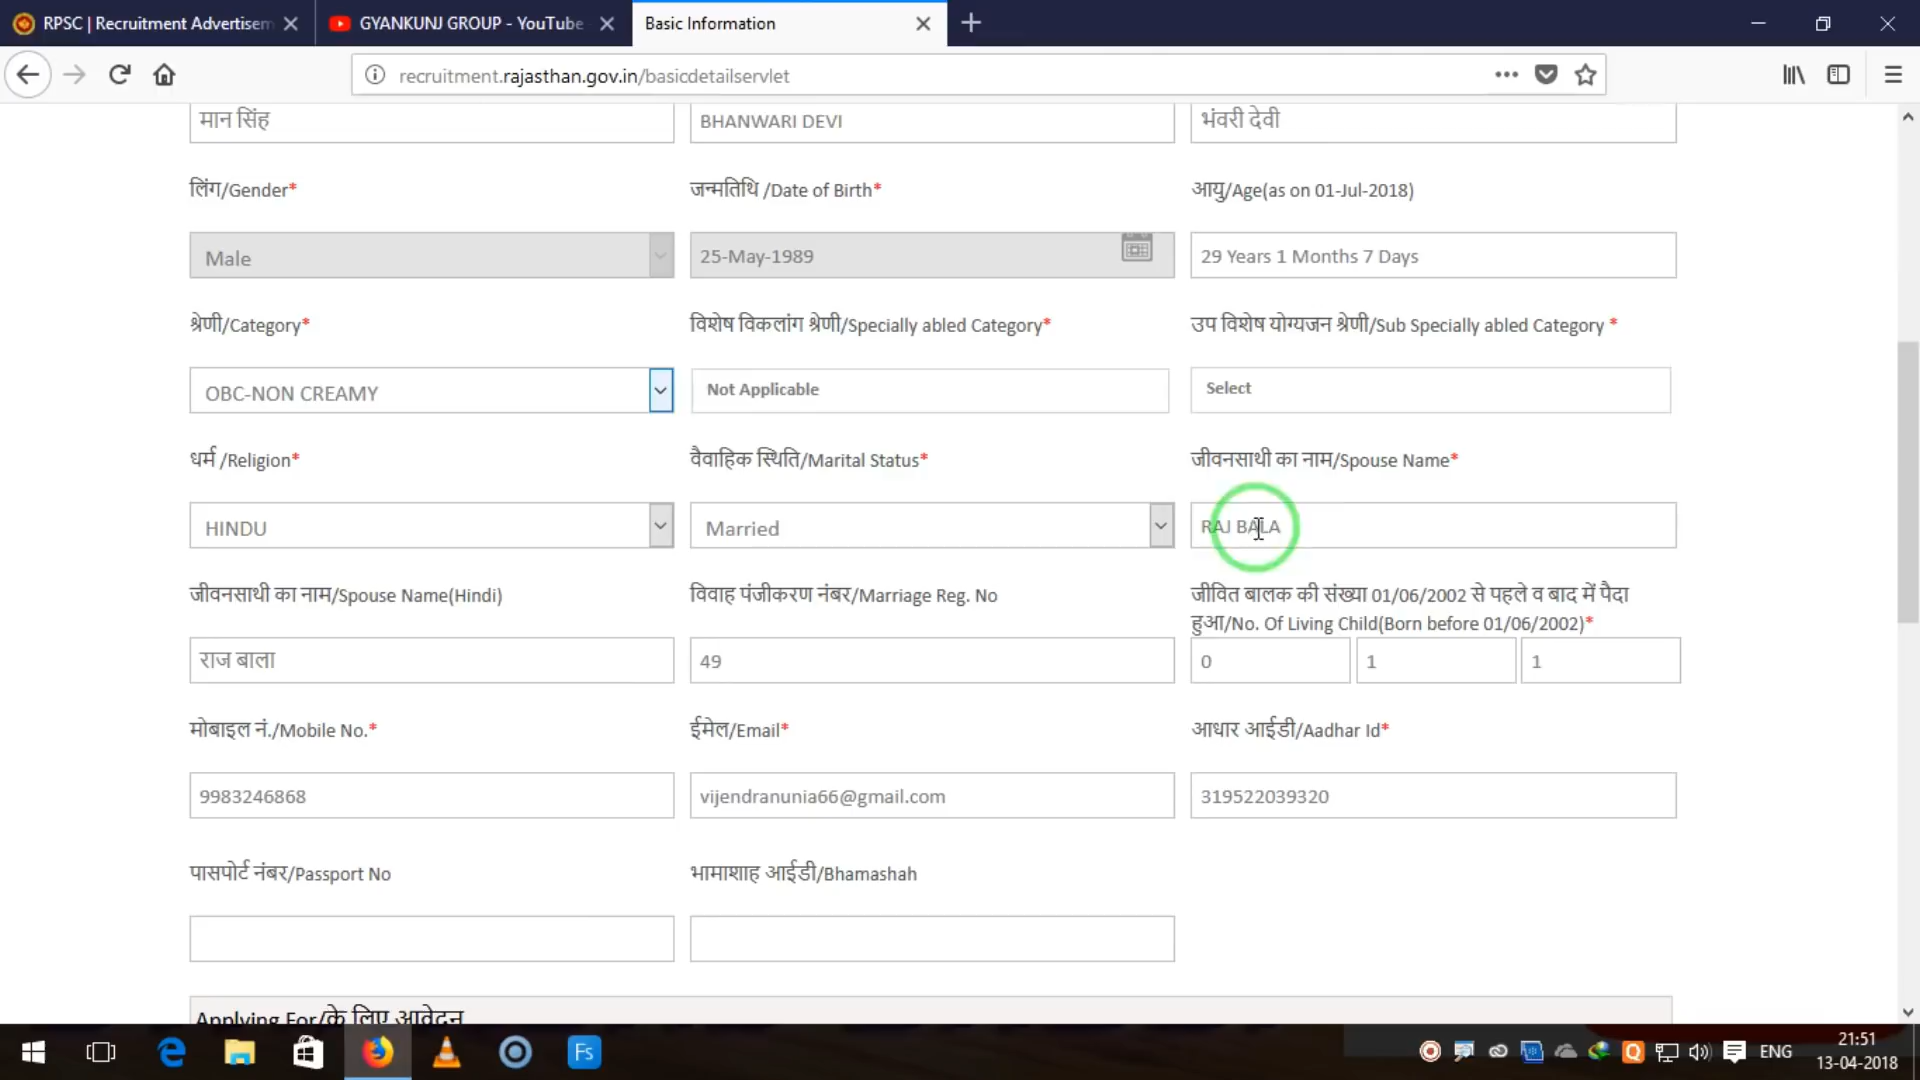 RPSC | Recruitment Advertisem
GYANKUNJ GROUP - YouTube
Basic Information
recruitment.rajasthan.gov.in/basicdetailservlet
मान सिंह
BHANWARI DEVI
भंवरी देवी
लिंग/Gender*
जन्मतिथि /Date of Birth*
आयु/Age(as on 01-Jul-2018)
Male
25-May-1989
29 Years 1 Months 7 Days
श्रेणी/Category*
विशेष विकलांग श्रेणी/Specially abled Category*
उप विशेष योग्यजन श्रेणी/Sub Specially abled Category *
OBC-NON CREAMY
Not Applicable
Select
धर्म /Religion*
वैवाहिक स्थिति/Marital Status*
जीवनसाथी का नाम/Spouse Name*
HINDU
Married
RAJ BALA
जीवनसाथी का नाम/Spouse Name(Hindi)
विवाह पंजीकरण नंबर/Marriage Reg. No
जीवित बालक की संख्या 01/06/2002 से पहले व बाद में पैदा
हुआ/No. Of Living Child(Born before 01/06/2002)*
राज बाला
49
0
1
1
मोबाइल नं./Mobile No.*
ईमेल/Email*
आधार आईडी/Aadhar Id*
9983246868
vijendranunia66@gmail.com
319522039320
पासपोर्ट नंबर/Passport No
भामाशाह आईडी/Bhamashah
Applying For/के लिए आवेदन
Fs
ENG
21:51
13-04-2018